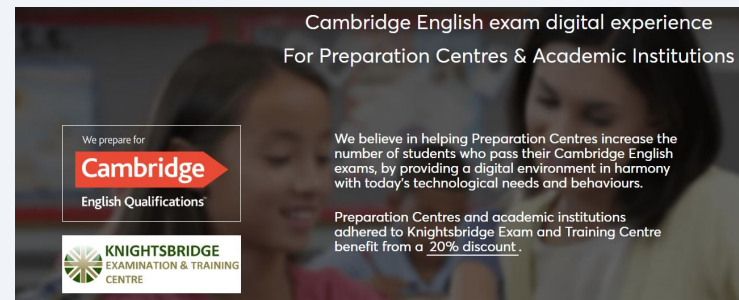 Cambridge English exam digital experience
For Preparation Centres & Academic Institutions
We prepare for
Cambridge
English Qualifications™
We believe in helping Preparation Centres increase the
number of students who pass their Cambridge English
exams, by providing a digital environment in harmony
with today's technological needs and behaviours.
Preparation Centres and academic institutions
adhered to Knightsbridge Exam and Training Centre
benefit from a 20% discount.
KNIGHTSBRIDGE
EXAMINATION & TRAINING
CENTRE